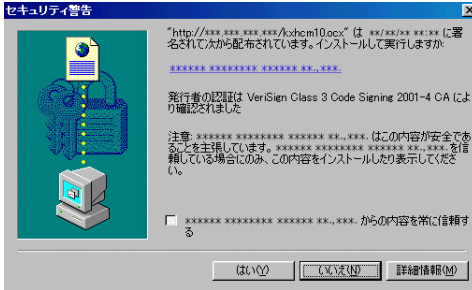 セキュリティ警告
"http://***.***.***.***/kxhcm10.ocx" は **/**/** **:** に署
名されて次から配布されています。インストールして実行しますか:
****** ******** ****** **.,***.
発行者の認証は VeriSign Class 3 Code Signing 2001-4 CA によ
り確認されました
注意: ****** ******** ****** **.,***. はこの内容が安全であ
ることを主張しています。 ****** ******** ****** **.,***. を信
頼している場合にのみ、この内容をインストールしたり表示してくださ
い。
****** ******** ****** **.,***. からの内容を常に信頼す
る
はい(Y)
いいえ(N)
詳細情報(M)